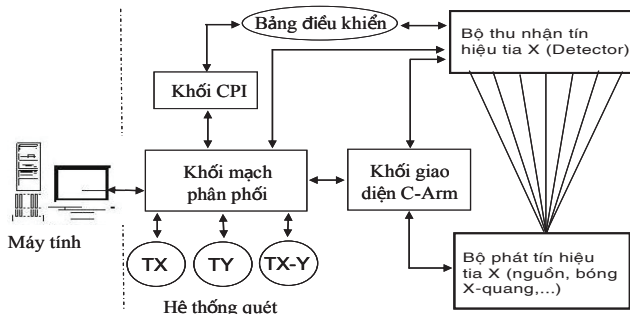 Bảng điều khiển
Bộ thu nhận tín
hiệu tia X (Detector)
Khối CPI
Khối mạch
phân phối
Khối giao
diện C-Arm
Máy tính
TX
TY
TX-Y
Bộ phát tín hiệu
tia X (nguồn, bóng
X-quang,...)
Hệ thống quét